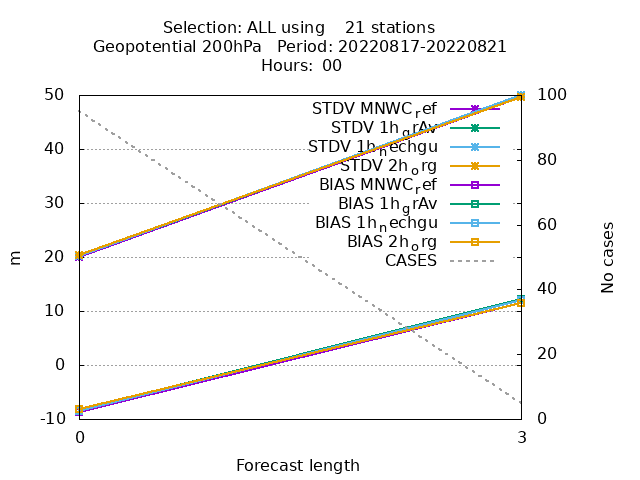 Selection: ALL using 21 stations
Geopotential 200hPa Period: 20220817-20220821
Hours: 00
50 100
STDV MNWC_ref
STDV 1h_grAv
STDV 1h_nechgu
40 80
STDV 2h_org
BIAS MNWC_ref
30 BIAS 1h_grAv
BIAS 1h_nechgu 60
BIAS 2h_org
20 CASES
m
No cases
10 40
20
0
-10 0
0 3
Forecast length